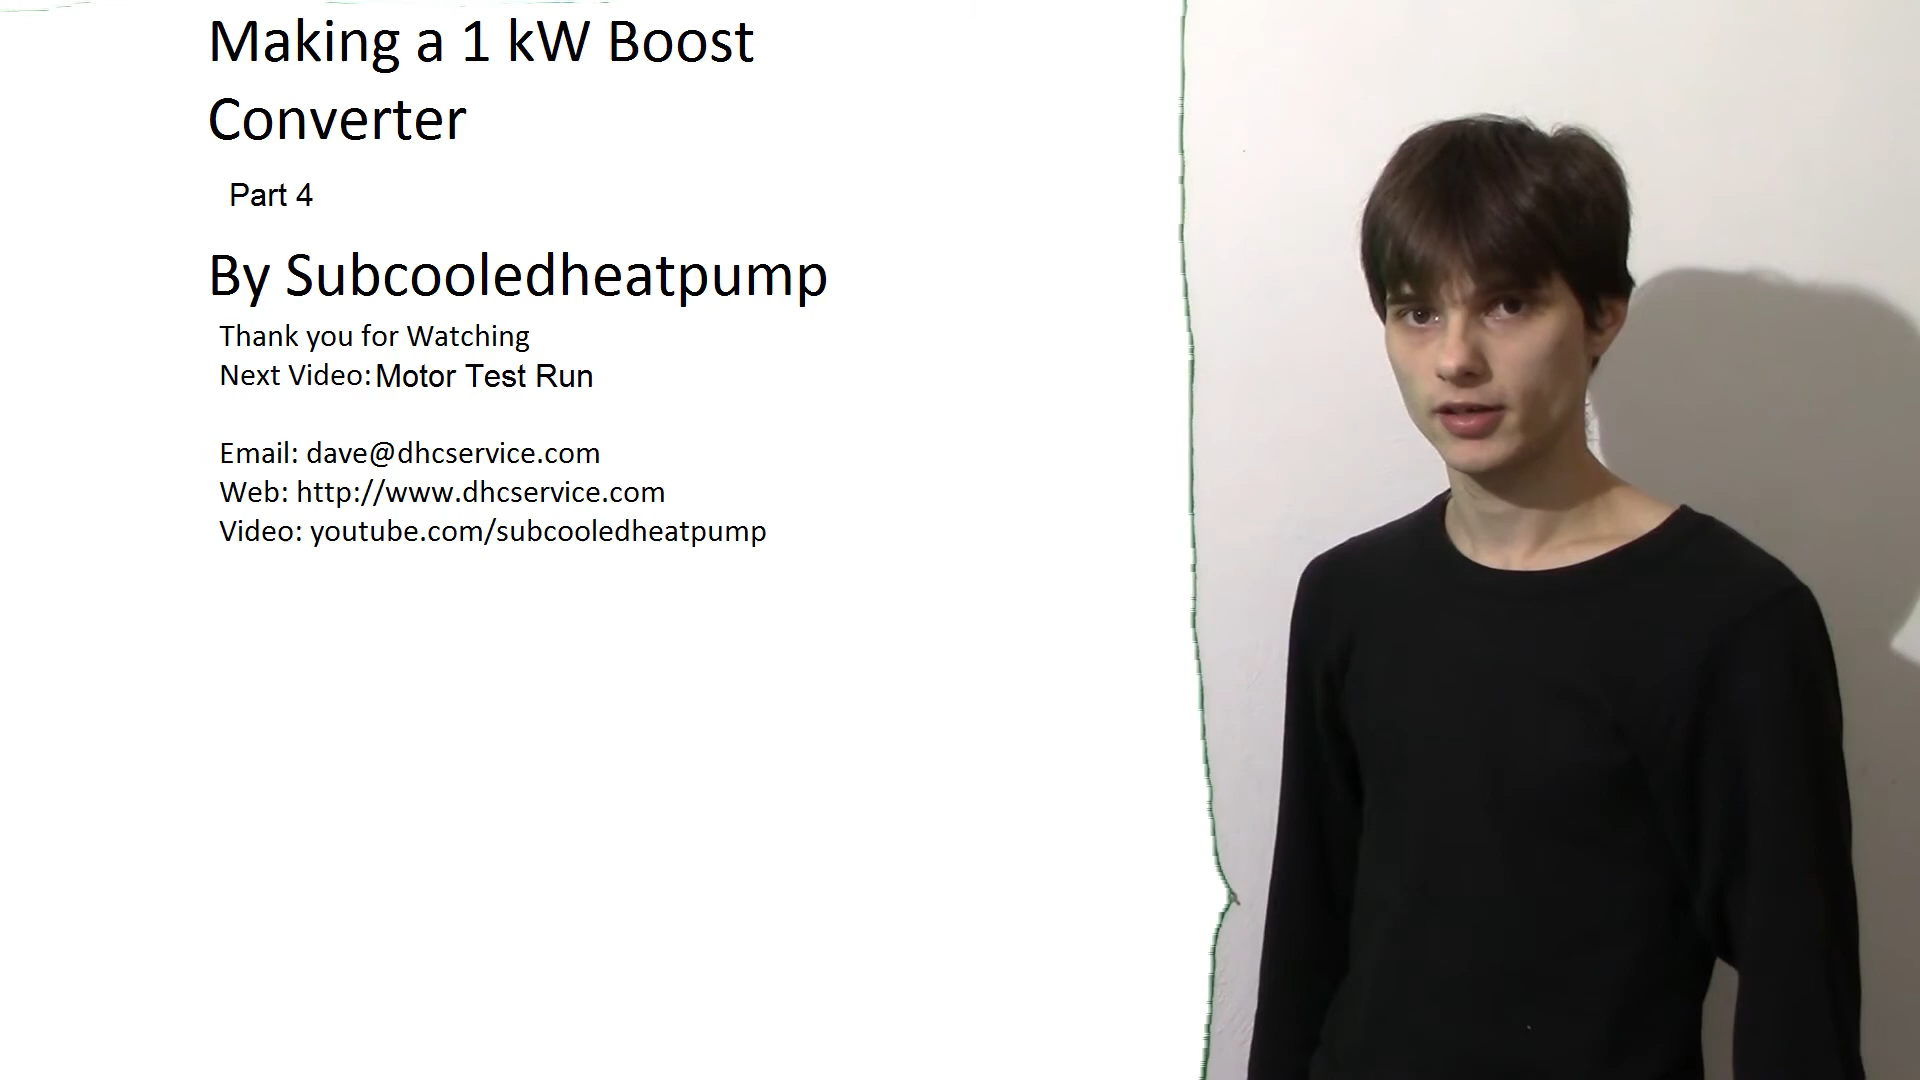 Making a 1 kW Boost
Converter
Part 4
By Subcooledheatpump
Thank you for Watching
Next Video: Motor Test Run
Email: dave@dhcservice.com
Web: http://www.dhcservice.com
Video: youtube.com/subcooledheatpump